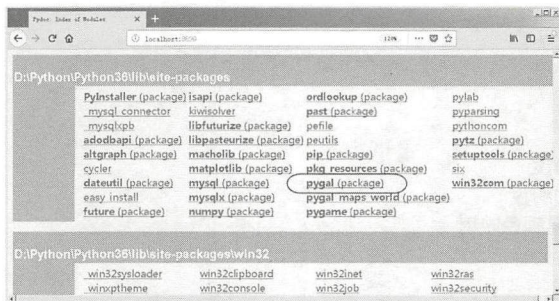 Pydoc: Index of Modules
localhost:
120%
D:\Python\Python36\lib\site-packages
PyInstaller (package) isapi (package) ordlookup (package) pylab
_mysql_connector kiwisolver past (package) pyparsing
_mysqlxpb libfuturize (package) pefile pythoncom
adodbapi (package) libpasteurize (package) peutils pytz (package)
altgraph (package) macholib (package) pip (package) setuptools (package)
cycler matplotlib (package) pkg_resources (package) six
dateutil (package) mysql (package) pygal (package) win32com (package)
easy_install mysqlx (package) pygal_maps_world (package)
future (package) numpy (package) pygame (package)
D:\Python\Python36\lib\site-packages\win32
_win32sysloader win32clipboard win32inet win32ras
_winxptheme win32console win32job win32security